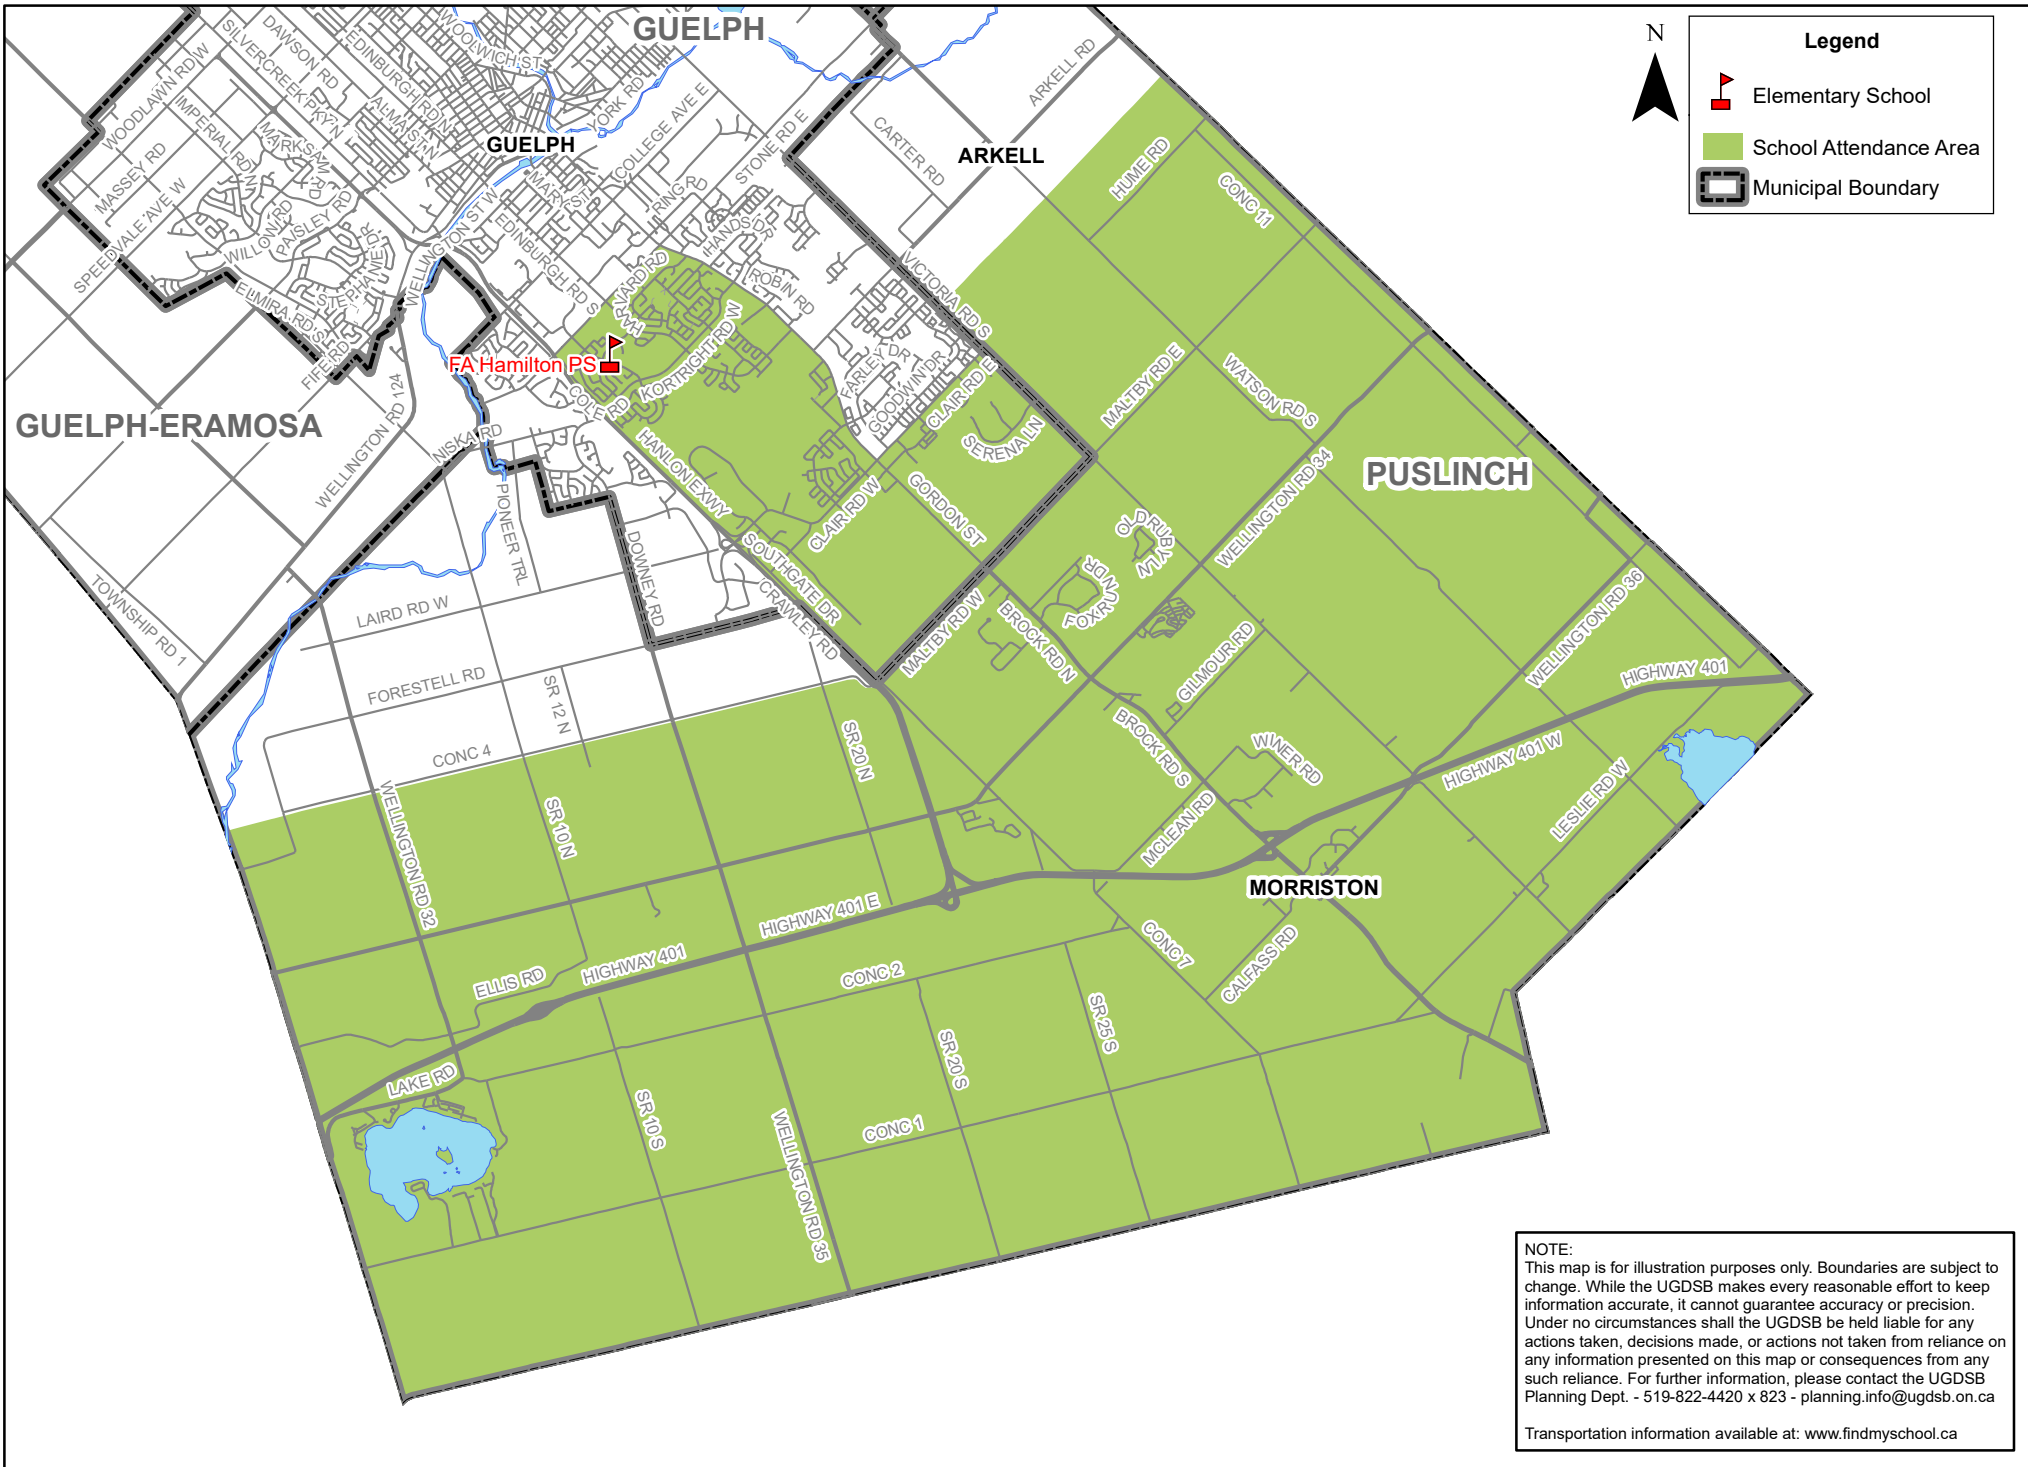 GUELPH
WOODLAWN RD W
SILVERCREEK PKY N
DAWSON RD
EDINBURGH RD N
WOOLWICH ST
ALMA ST N
IMPERIAL RD N
MARKSAM RD
MASSEY RD
SPEEDVALE AVE W
WILLOW RD
PAISLEY RD
STEPHANIE DR
ELMIRA RD S
FIFE RD
WELLINGTON ST W
GUELPH
YORK RD
COLLEGE AVE E
MARY ST
RING RD
STONE RD E
EDINBURGH RD S
HANDS DR
ROBIN RD
HARVARD RD
KORTRIGHT RD W
FA Hamilton PS
COLE RD
NISKA RD
FARLEY DR
GOODWIN DR
CLAIR RD E
VICTORIA RD S
SERENA LN
CARTER RD
ARKELL RD
ARKELL
HUME RD
CONC 11
MALTBY RD E
WATSON RD S
WELLINGTON RD 34
PUSLINCH
GUELPH-ERAMOSA
WELLINGTON RD 124
TOWNSHIP RD 1
PIONEER TRL
LAIRD RD W
DOWNEY RD
HANLON EXWY
CLAIR RD W
GORDON ST
SOUTHGATE DR
CRAWLEY RD
MALTBY RD W
OLD RUBY LN
FOX RUN DR
BROCK RD N
GILMOUR RD
BROCK RD S
WINER RD
MCLEAN RD
WELLINGTON RD 36
HIGHWAY 401
HIGHWAY 401 W
LESLIE RD W
MORRISTON
FORESTELL RD
SR 12 N
CONC 4
SR 20 N
WELLINGTON RD 32
SR 10 N
HIGHWAY 401 E
HIGHWAY 401
ELLIS RD
LAKE RD
CONC 2
CONC 7
CALFASS RD
SR 25 S
SR 20 S
SR 10 S
CONC 1
WELLINGTON RD 35
N
Legend
Elementary School
School Attendance Area
Municipal Boundary
NOTE:
This map is for illustration purposes only. Boundaries are subject to
change. While the UGDSB makes every reasonable effort to keep
information accurate, it cannot guarantee accuracy or precision.
Under no circumstances shall the UGDSB be held liable for any
actions taken, decisions made, or actions not taken from reliance on
any information presented on this map or consequences from any
such reliance. For further information, please contact the UGDSB
Planning Dept. - 519-822-4420 x 823 - planning.info@ugdsb.on.ca
Transportation information available at: www.findmyschool.ca